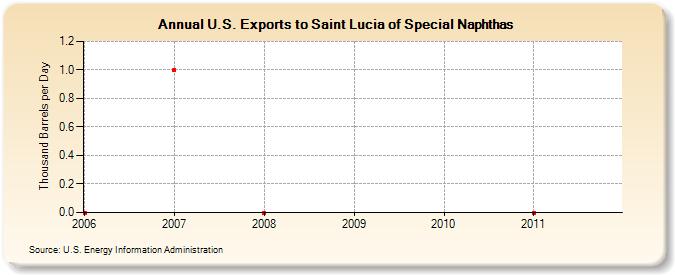 Annual U.S. Exports to Saint Lucia of Special Naphthas
Thousand Barrels per Day
1.2
1.0
0.8
0.6
0.4
0.2
0.0
2006 2007 2008 2009 2010 2011
Source: U.S. Energy Information Administration